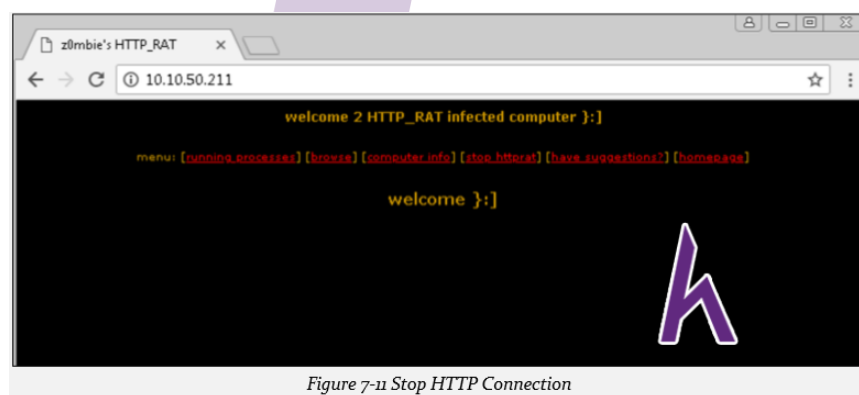 z0mbie's HTTP_RAT
10.10.50.211
welcome 2 HTTP_RAT infected computer }:]
menu: [running processes] [browse] [computer info] [stop httprat] [have suggestions?] [homepage]
welcome }:]
Figure 7-11 Stop HTTP Connection